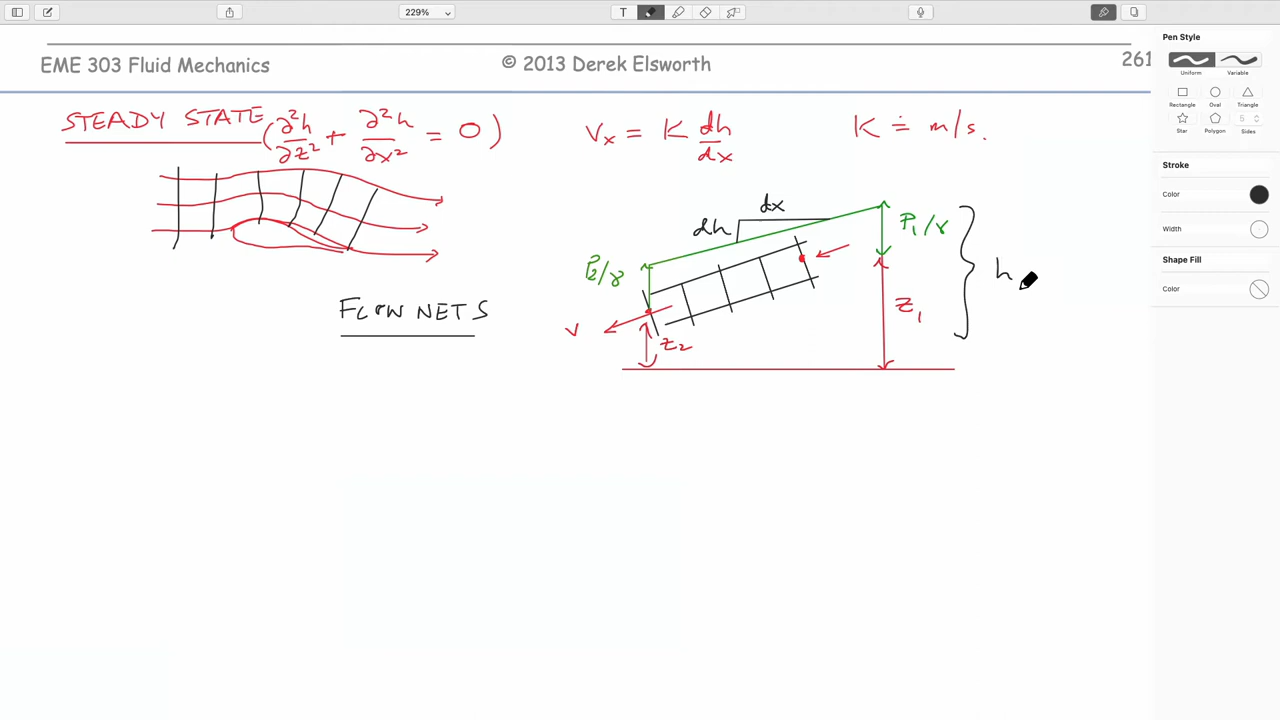 229%
T
Pen Style
EME 303 Fluid Mechanics
© 2013 Derek Elsworth
261
Uniform Variable
Rectangle Oval Triangle
Star Polygon 5 Sides
STEADY STATE (∂²h/∂z² + ∂²h/∂x² = 0)
vx = K dh/dx
K ≐ m/s.
Stroke
Color
Width
Shape Fill
Color
dx
dh
P1/γ
P2/γ
h
Z1
FLOW NETS
v
Z2